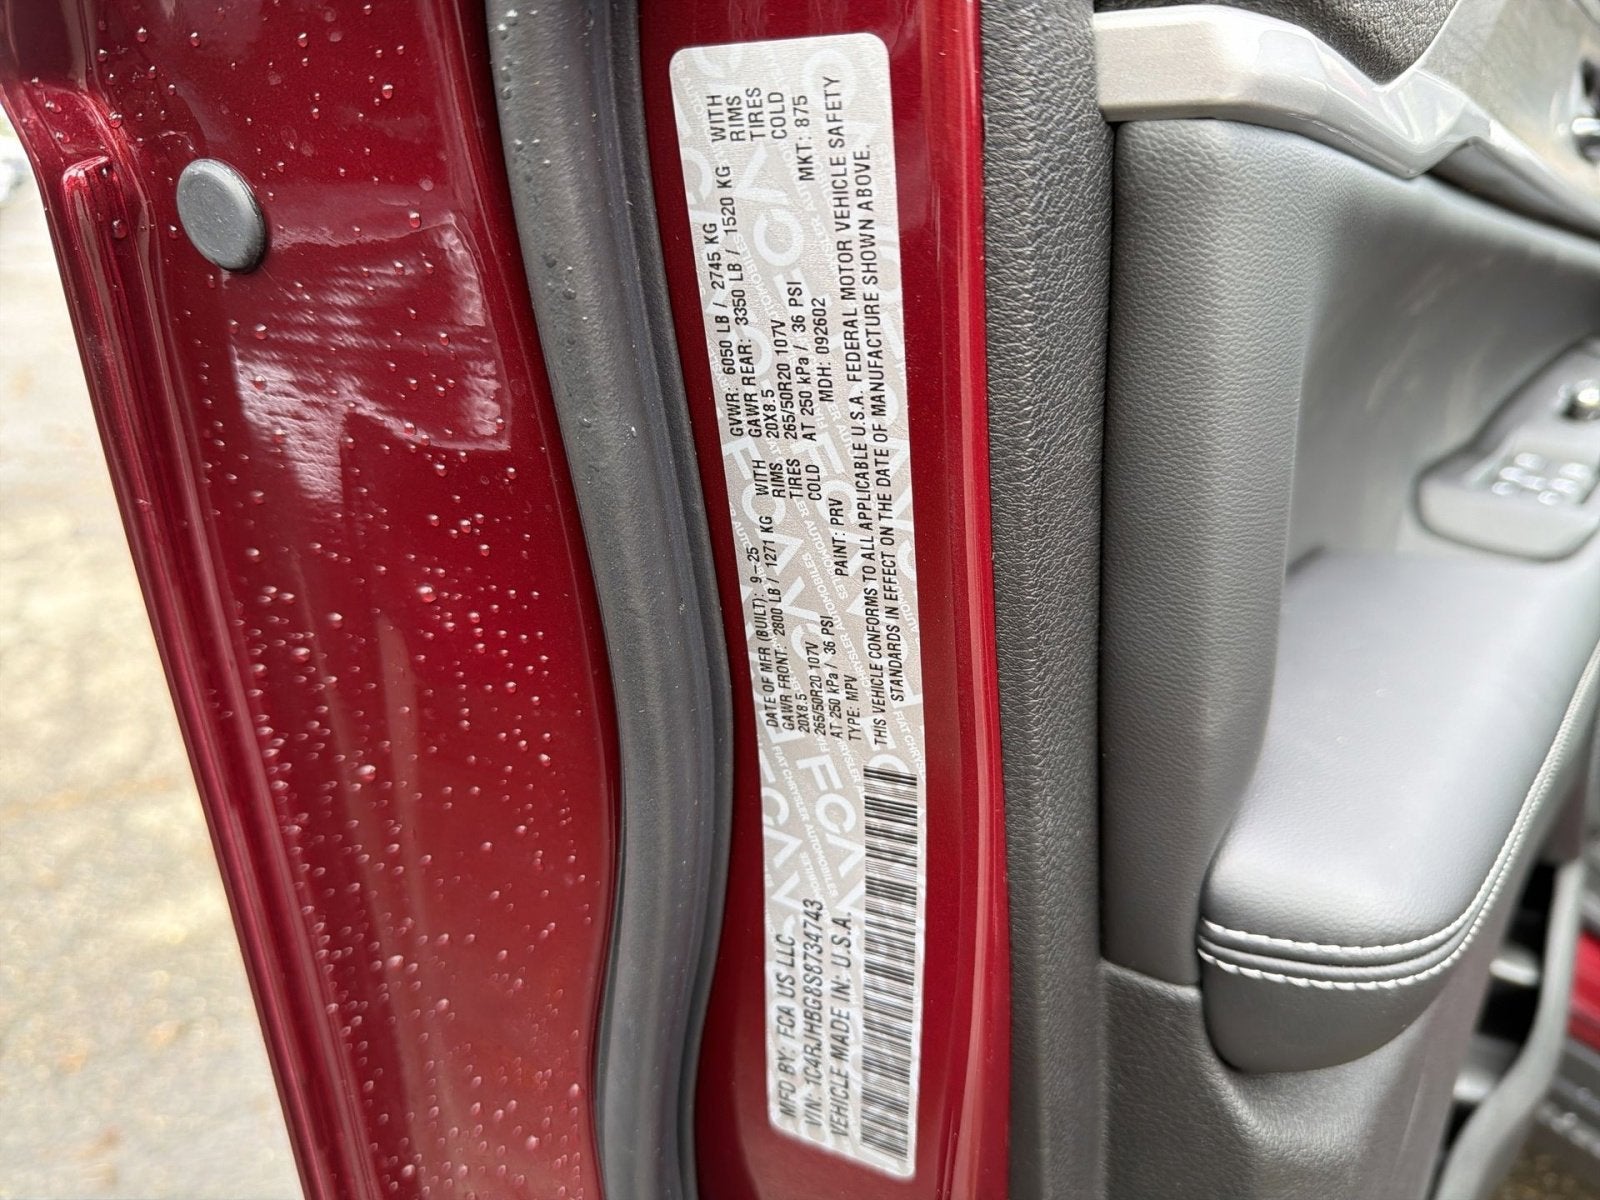 MFD BY: FCA US LLC
DATE OF MFR (BUILT): 9-25
GVWR: 6050 LB / 2745 KG
GAWR FRONT: 2800 LB / 1271 KG WITH
GAWR REAR: 3350 LB / 1520 KG WITH
20X8.5 RIMS
20X8.5 RIMS
265/50R20 107V TIRES
265/50R20 107V TIRES
AT 250 kPa / 36 PSI COLD
AT 250 kPa / 36 PSI COLD
VIN: 1C4RJHBG8S8734743
TYPE: MPV
PAINT: PRV
MDH: 092602
MKT: 875
VEHICLE MADE IN: U.S.A.
THIS VEHICLE CONFORMS TO ALL APPLICABLE U.S.A. FEDERAL MOTOR VEHICLE SAFETY
STANDARDS IN EFFECT ON THE DATE OF MANUFACTURE SHOWN ABOVE.